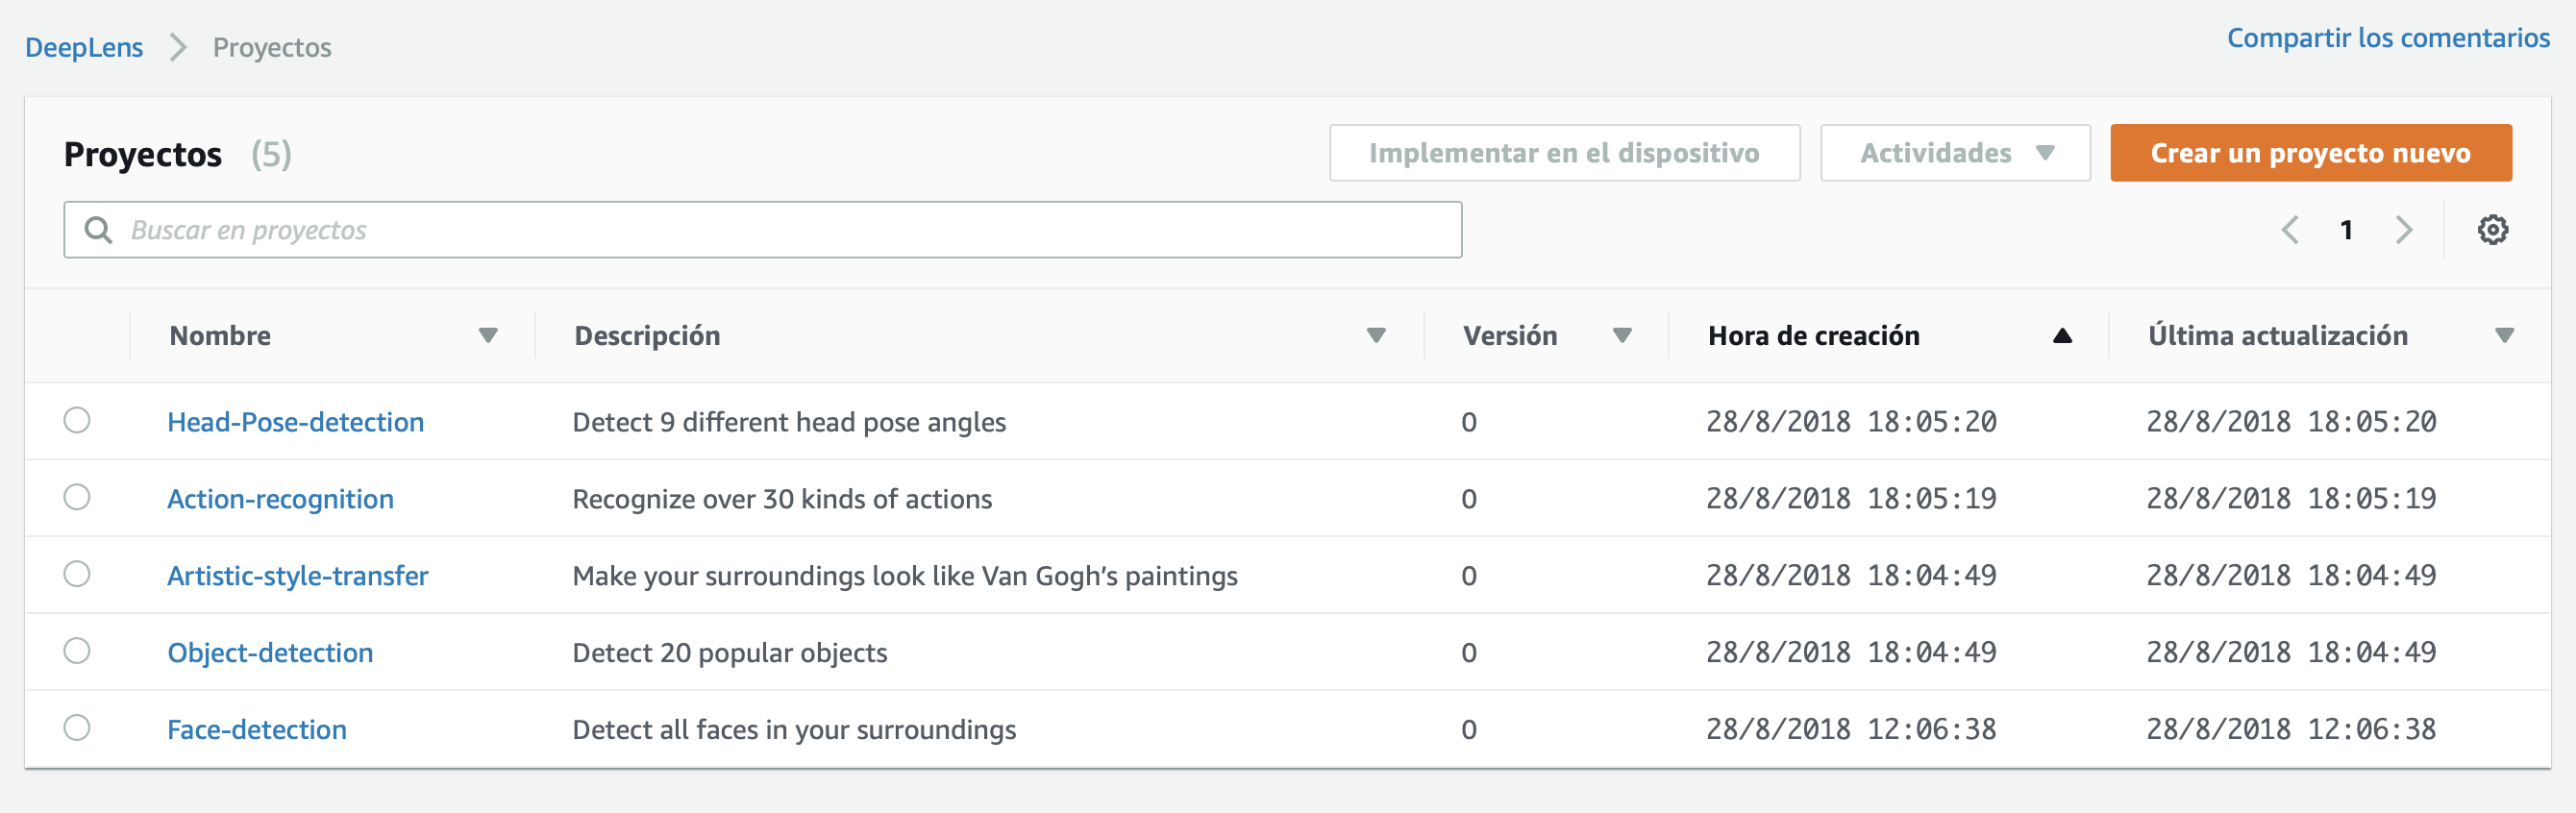 DeepLens > Proyectos
Compartir los comentarios
Proyectos (5)
Implementar en el dispositivo
Actividades
Crear un proyecto nuevo
Buscar en proyectos
1
Nombre Descripción Versión Hora de creación Última actualización
Head-Pose-detection Detect 9 different head pose angles 0 28/8/2018 18:05:20 28/8/2018 18:05:20
Action-recognition Recognize over 30 kinds of actions 0 28/8/2018 18:05:19 28/8/2018 18:05:19
Artistic-style-transfer Make your surroundings look like Van Gogh’s paintings 0 28/8/2018 18:04:49 28/8/2018 18:04:49
Object-detection Detect 20 popular objects 0 28/8/2018 18:04:49 28/8/2018 18:04:49
Face-detection Detect all faces in your surroundings 0 28/8/2018 12:06:38 28/8/2018 12:06:38